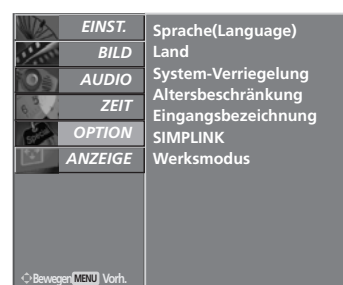 EINST.
BILD
AUDIO
ZEIT
OPTION
ANZEIGE
Sprache(Language)
Land
System-Verriegelung
Altersbeschränkung
Eingangsbezeichnung
SIMPLINK
Werksmodus
Bewegen MENU Vorh.